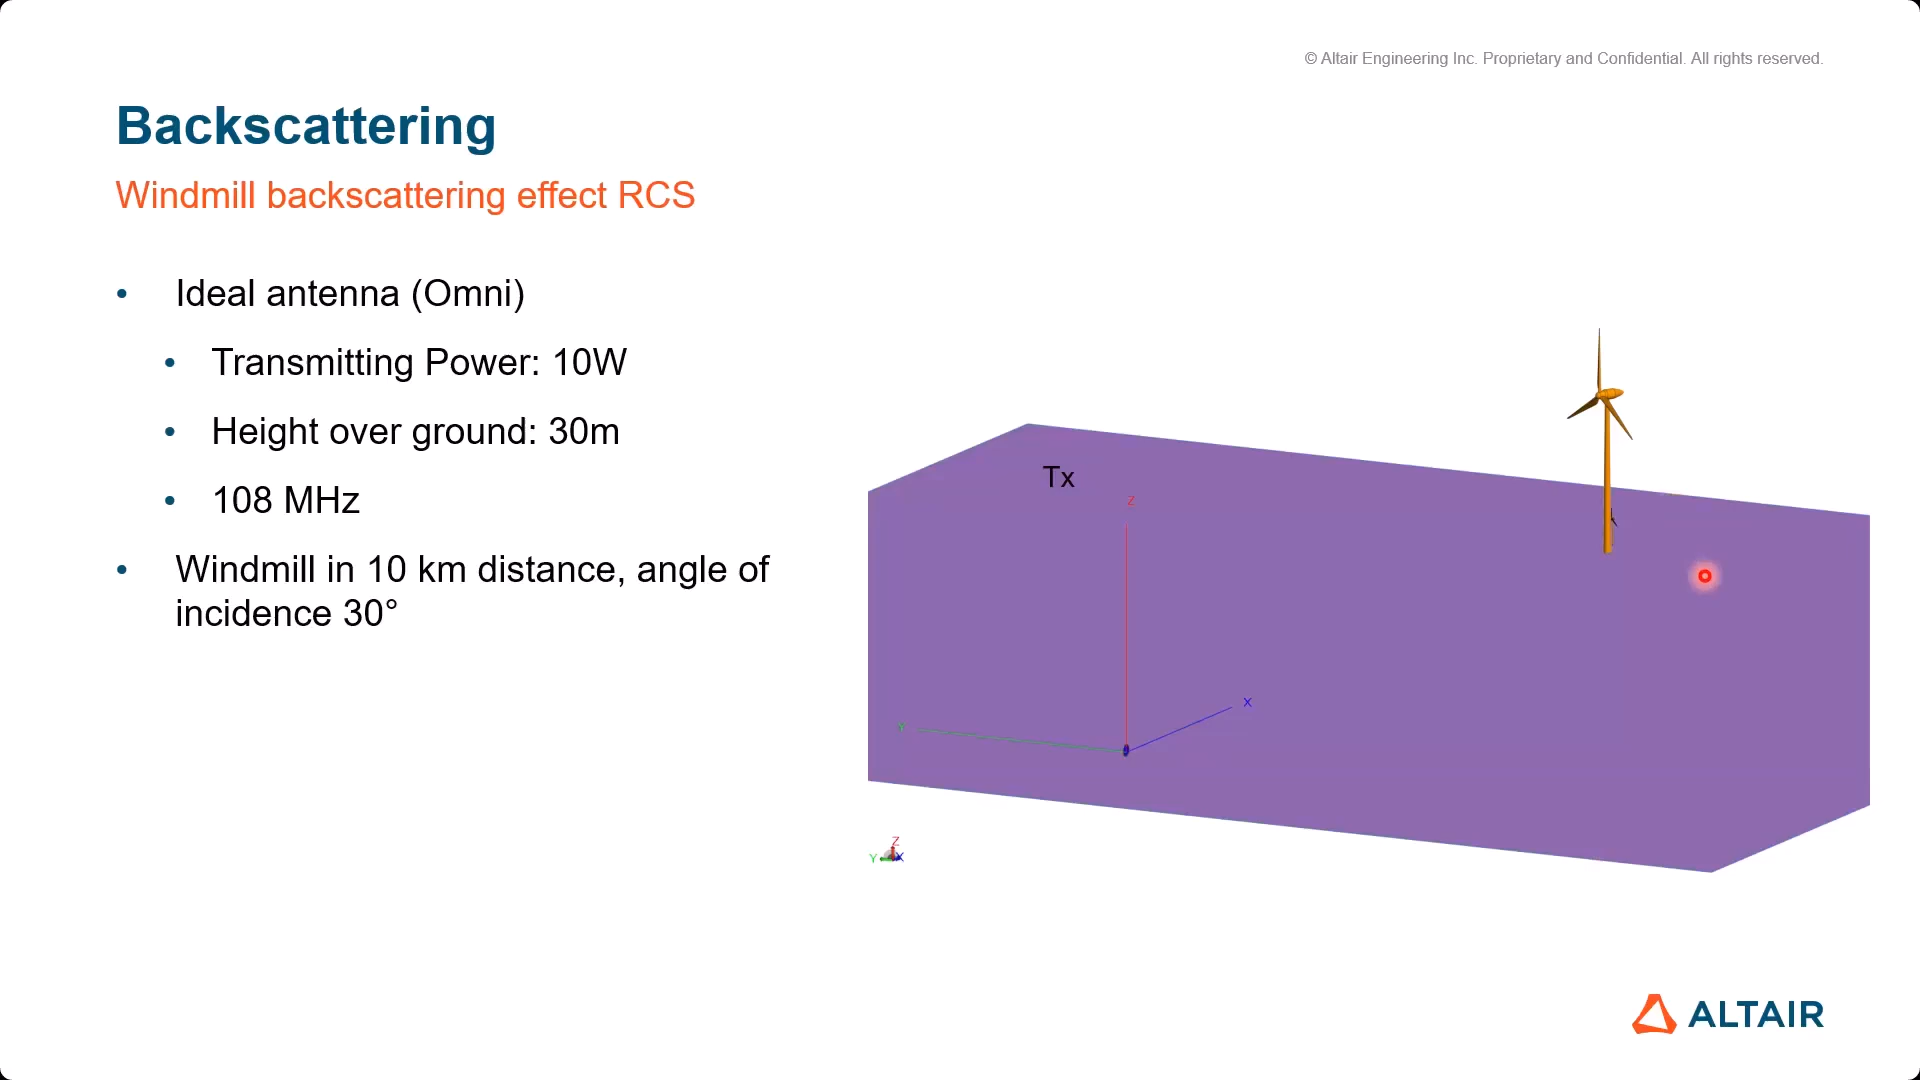 © Altair Engineering Inc. Proprietary and Confidential. All rights reserved.
Backscattering
Windmill backscattering effect RCS
• Ideal antenna (Omni)
• Transmitting Power: 10W
• Height over ground: 30m
• 108 MHz
• Windmill in 10 km distance, angle of
incidence 30°
Tx
Z
X
Y
Z
Y
X
ALTAIR